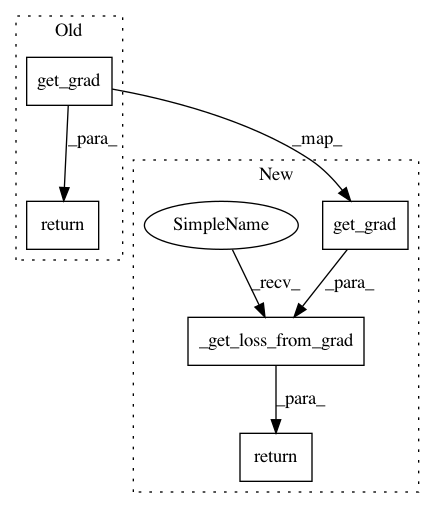 Old
get_grad
_para_
_map_
return
New
SimpleName
get_grad
_recv_
_para_
_get_loss_from_grad
_para_
return